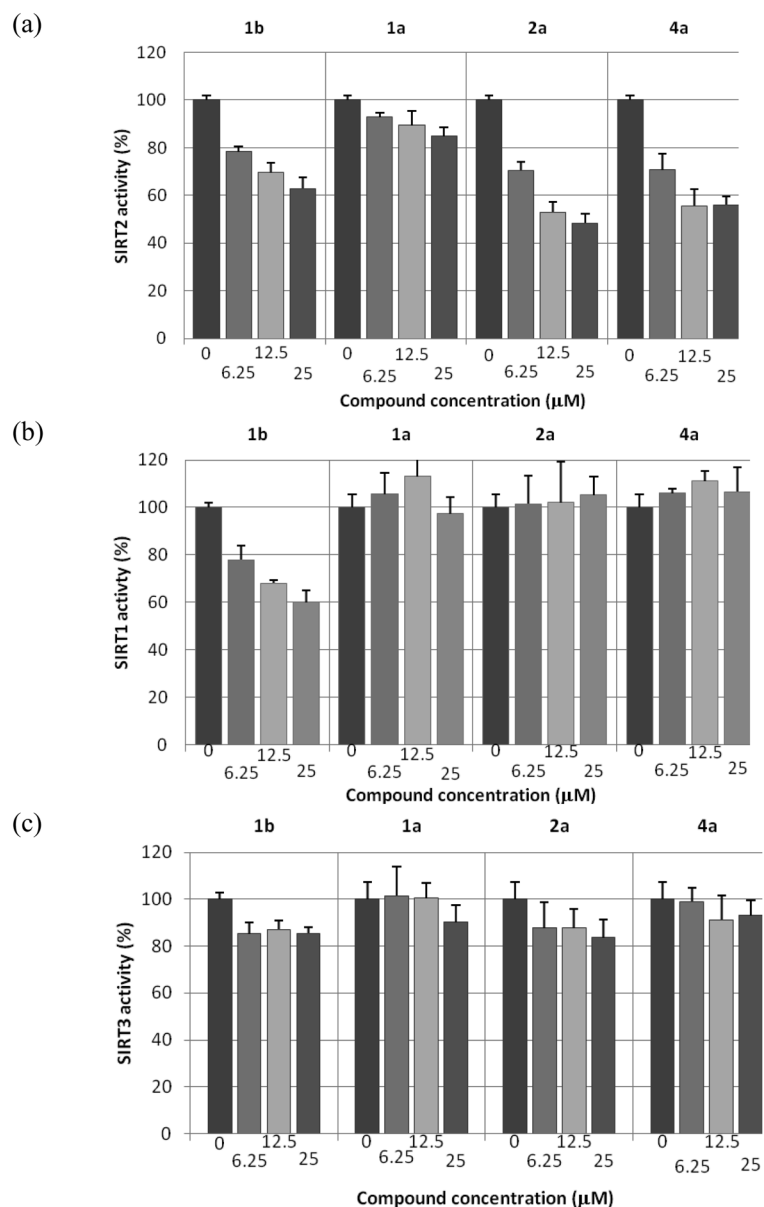 (a)
1b 1a 2a 4a
120
100
80
60
40
20
0
SIRT2 activity (%)
0 12.5 0 12.5 0 12.5 0 12.5
6.25 25 6.25 25 6.25 25 6.25 25
Compound concentration (µM)
(b)
1b 1a 2a 4a
120
100
80
60
40
20
0
SIRT1 activty (%)
0 12.5 0 12.5 0 12.5 0 12.5
6.25 25 6.25 25 6.25 25 6.25 25
Compound concentration (µM)
(c)
1b 1a 2a 4a
120
100
80
60
40
20
0
SIRT3 activity (%)
0 12.5 0 12.5 0 12.5 0 12.5
6.25 25 6.25 25 6.25 25 6.25 25
Compound concentration (µM)